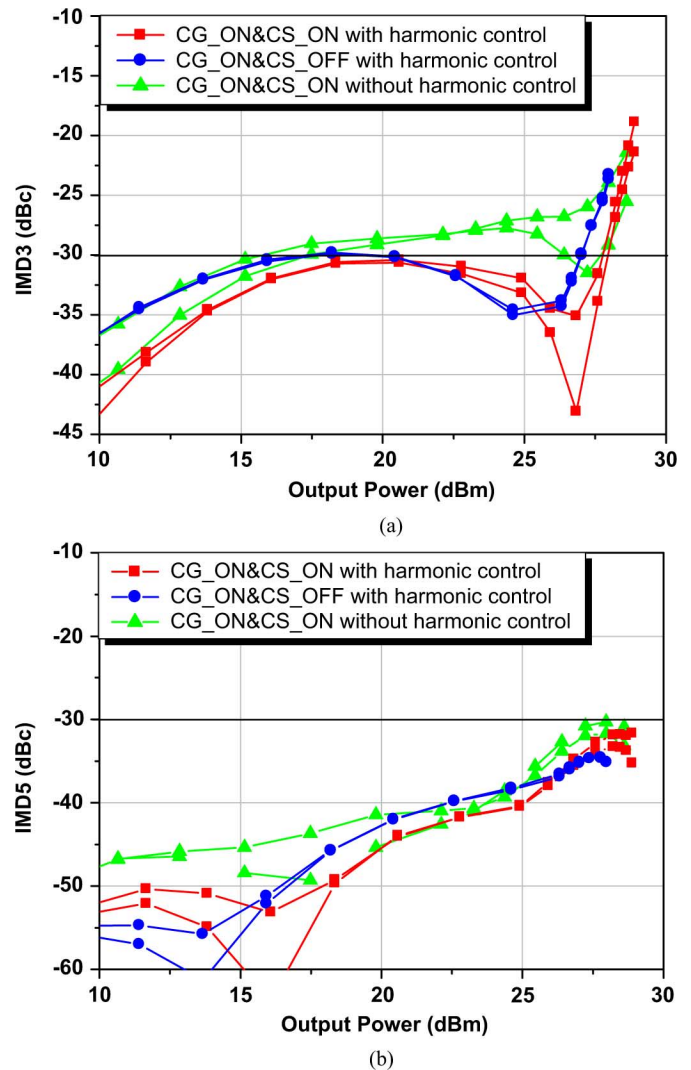 -10
-15
-20
-25
-30
-35
-40
-45
IMD3 (dBc)
CG_ON&CS_ON with harmonic control
CG_ON&CS_OFF with harmonic control
CG_ON&CS_ON without harmonic control
10 15 20 25 30
Output Power (dBm)
(a)
-10
-20
-30
-40
-50
-60
IMD5 (dBc)
CG_ON&CS_ON with harmonic control
CG_ON&CS_OFF with harmonic control
CG_ON&CS_ON without harmonic control
10 15 20 25 30
Output Power (dBm)
(b)